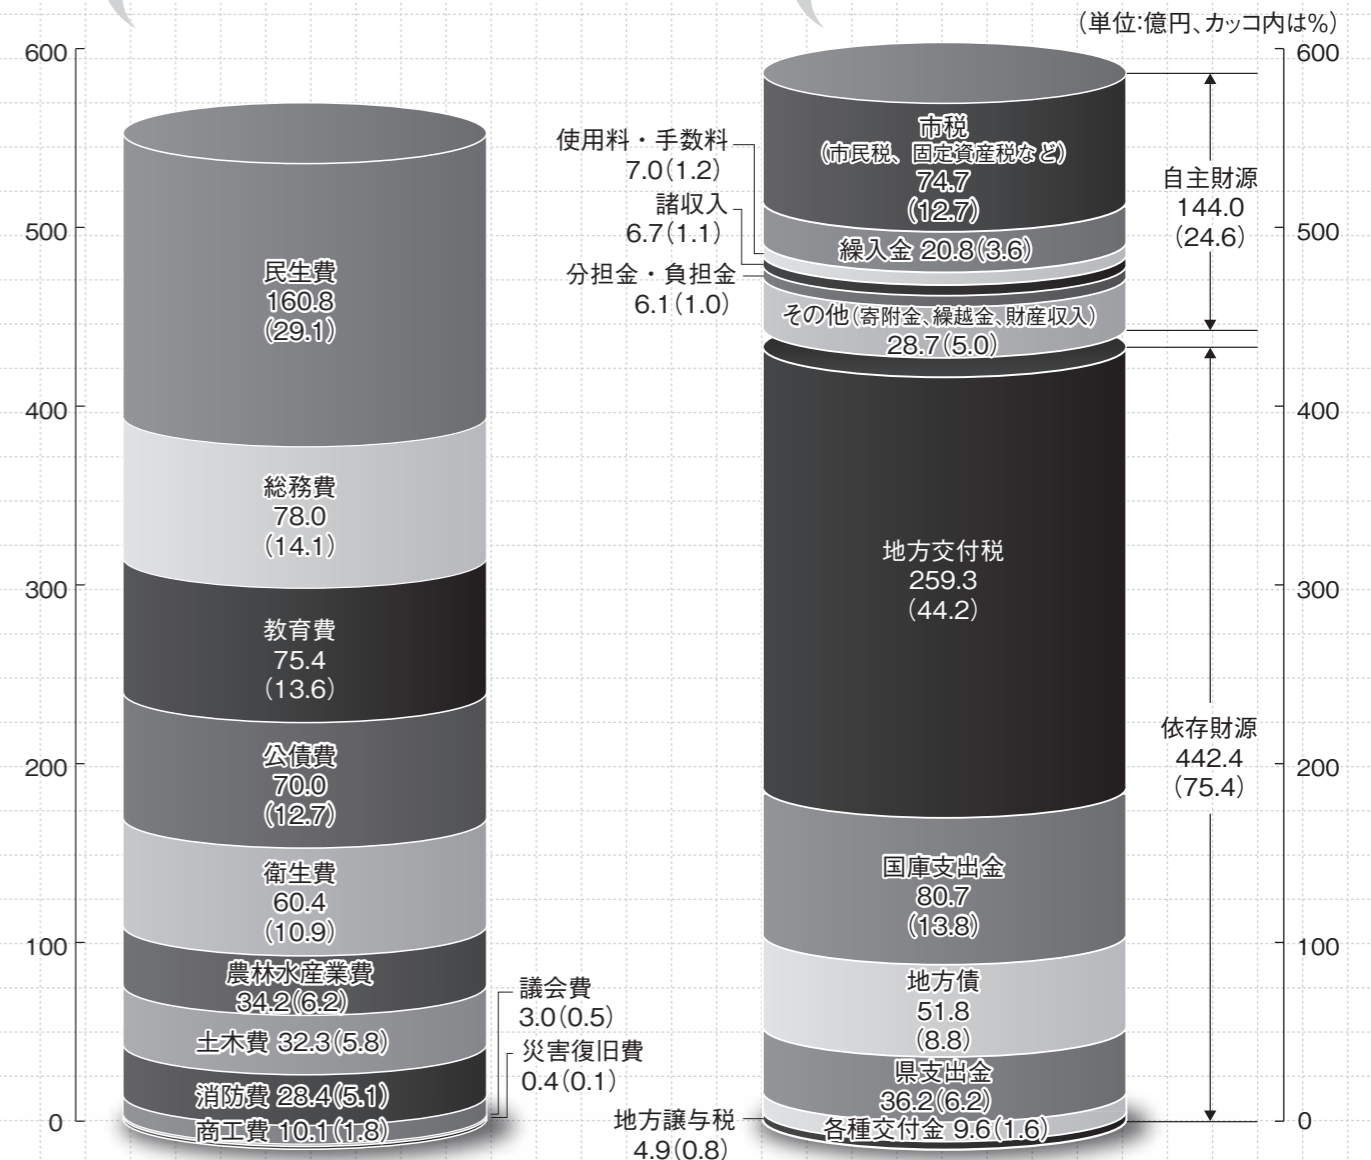 (単位:億円、カッコ内は%)
600
500
400
300
200
100
0
民生費
160.8
(29.1)
総務費
78.0
(14.1)
教育費
75.4
(13.6)
公債費
70.0
(12.7)
衛生費
60.4
(10.9)
農林水産業費
34.2(6.2)
土木費 32.3(5.8)
消防費 28.4(5.1)
商工費 10.1(1.8)
議会費
3.0(0.5)
災害復旧費
0.4(0.1)
使用料・手数料
7.0(1.2)
諸収入
6.7(1.1)
分担金・負担金
6.1(1.0)
市税
(市民税、固定資産税など)
74.7
(12.7)
繰入金 20.8(3.6)
その他(寄附金、繰越金、財産収入)
28.7(5.0)
地方交付税
259.3
(44.2)
国庫支出金
80.7
(13.8)
地方債
51.8
(8.8)
県支出金
36.2(6.2)
各種交付金 9.6(1.6)
地方譲与税
4.9(0.8)
自主財源
144.0
(24.6)
依存財源
442.4
(75.4)
600
500
400
300
200
100
0